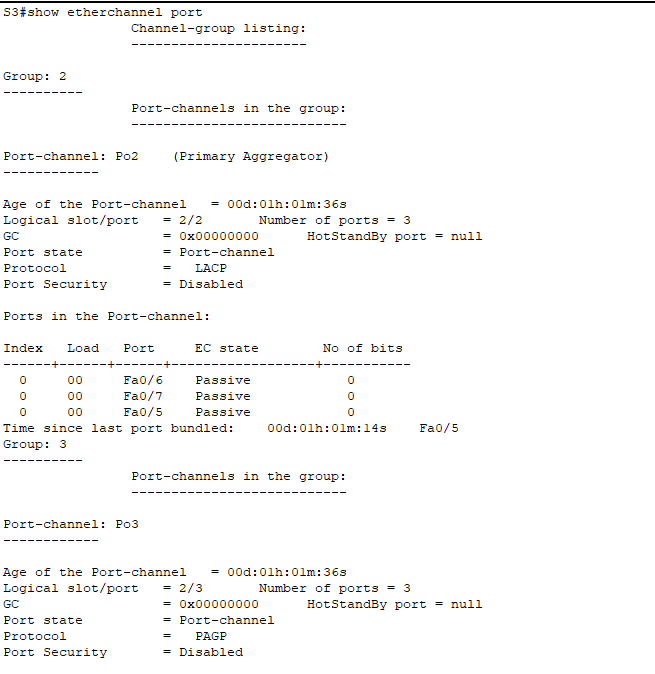 S3#show etherchannel port
                Channel-group listing:
                ----------------------

Group: 2
----------
                Port-channels in the group:
                ---------------------------

Port-channel: Po2    (Primary Aggregator)
------------

Age of the Port-channel   = 00d:01h:01m:36s
Logical slot/port   = 2/2       Number of ports = 3
GC                  = 0x00000000      HotStandBy port = null
Port state          = Port-channel
Protocol            =   LACP
Port Security       = Disabled

Ports in the Port-channel:

Index   Load   Port     EC state        No of bits
------+------+------+------------------+-----------
  0     00     Fa0/6    Passive            0
  0     00     Fa0/7    Passive            0
  0     00     Fa0/5    Passive            0
Time since last port bundled:    00d:01h:01m:14s    Fa0/5
Group: 3
----------
                Port-channels in the group:
                ---------------------------

Port-channel: Po3
------------

Age of the Port-channel   = 00d:01h:01m:36s
Logical slot/port   = 2/3       Number of ports = 3
GC                  = 0x00000000      HotStandBy port = null
Port state          = Port-channel
Protocol            =   PAGP
Port Security       = Disabled